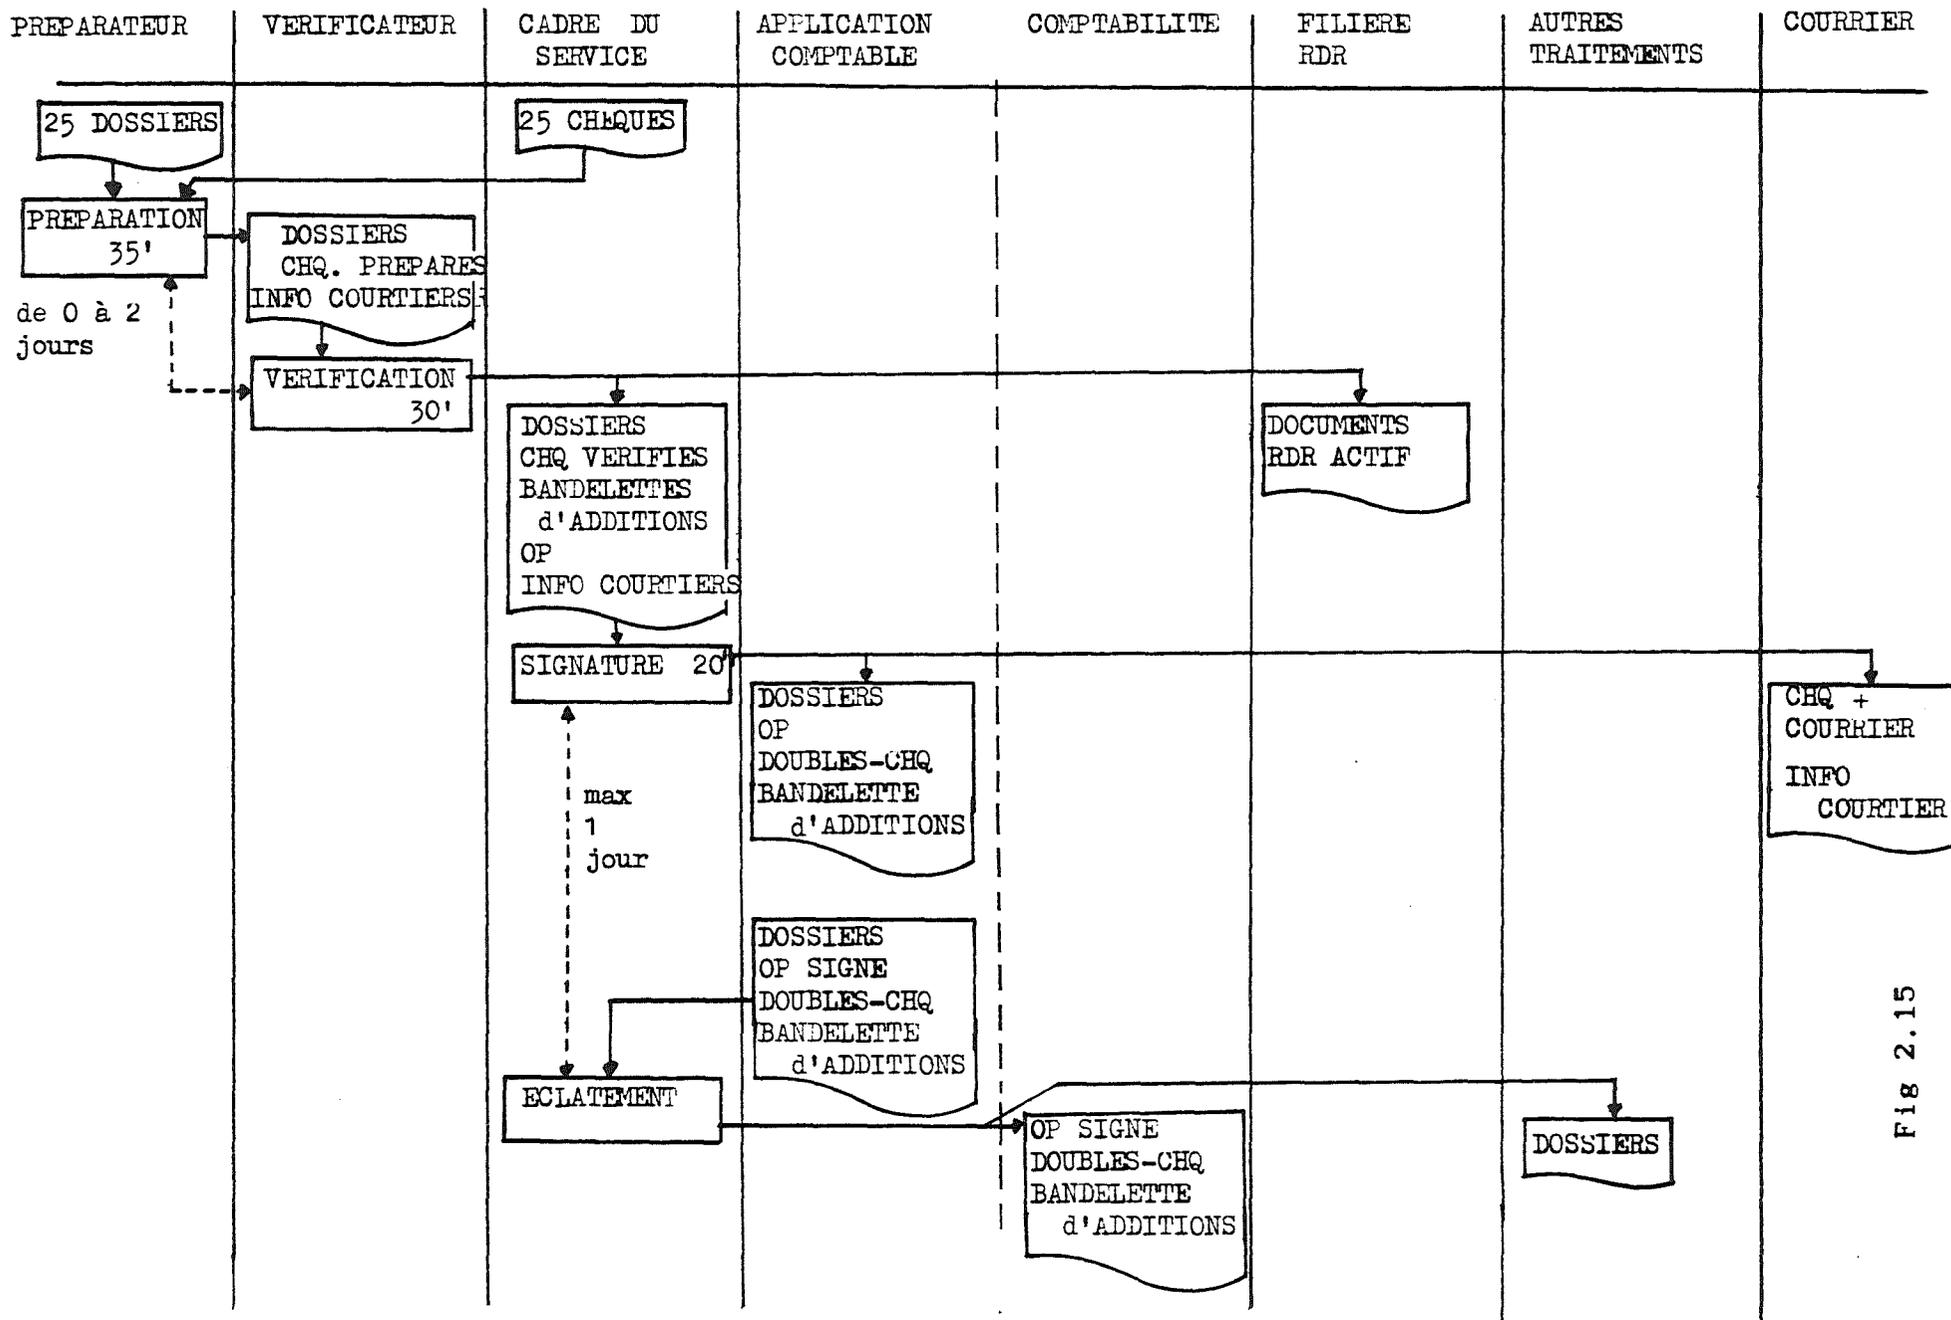 PREPARATEUR
VERIFICATEUR
CADRE DU
SERVICE
APPLICATION
COMPTABLE
COMPTABILITE
FILIERE
RDR
AUTRES
TRAITEMENTS
COURRIER
25 DOSSIERS
25 CHEQUES
PREPARATION
35'
DOSSIERS
CHQ. PREPARES
INFO COURTIERS
de 0 à 2
jours
VERIFICATION
30'
DOSSIERS
CHQ VERIFIES
BANDELETTES
d'ADDITIONS
OP
INFO COURTIERS
DOCUMENTS
RDR ACTIF
SIGNATURE 20'
DOSSIERS
OP
DOUBLES-CHQ
BANDELETTE
d'ADDITIONS
CHQ +
COURRIER
INFO
COURTIER
max
1
jour
DOSSIERS
OP SIGNE
DOUBLES-CHQ
BANDELETTE
d'ADDITIONS
ECLATEMENT
OP SIGNE
DOUBLES-CHQ
BANDELETTE
d'ADDITIONS
DOSSIERS
Fig 2.15